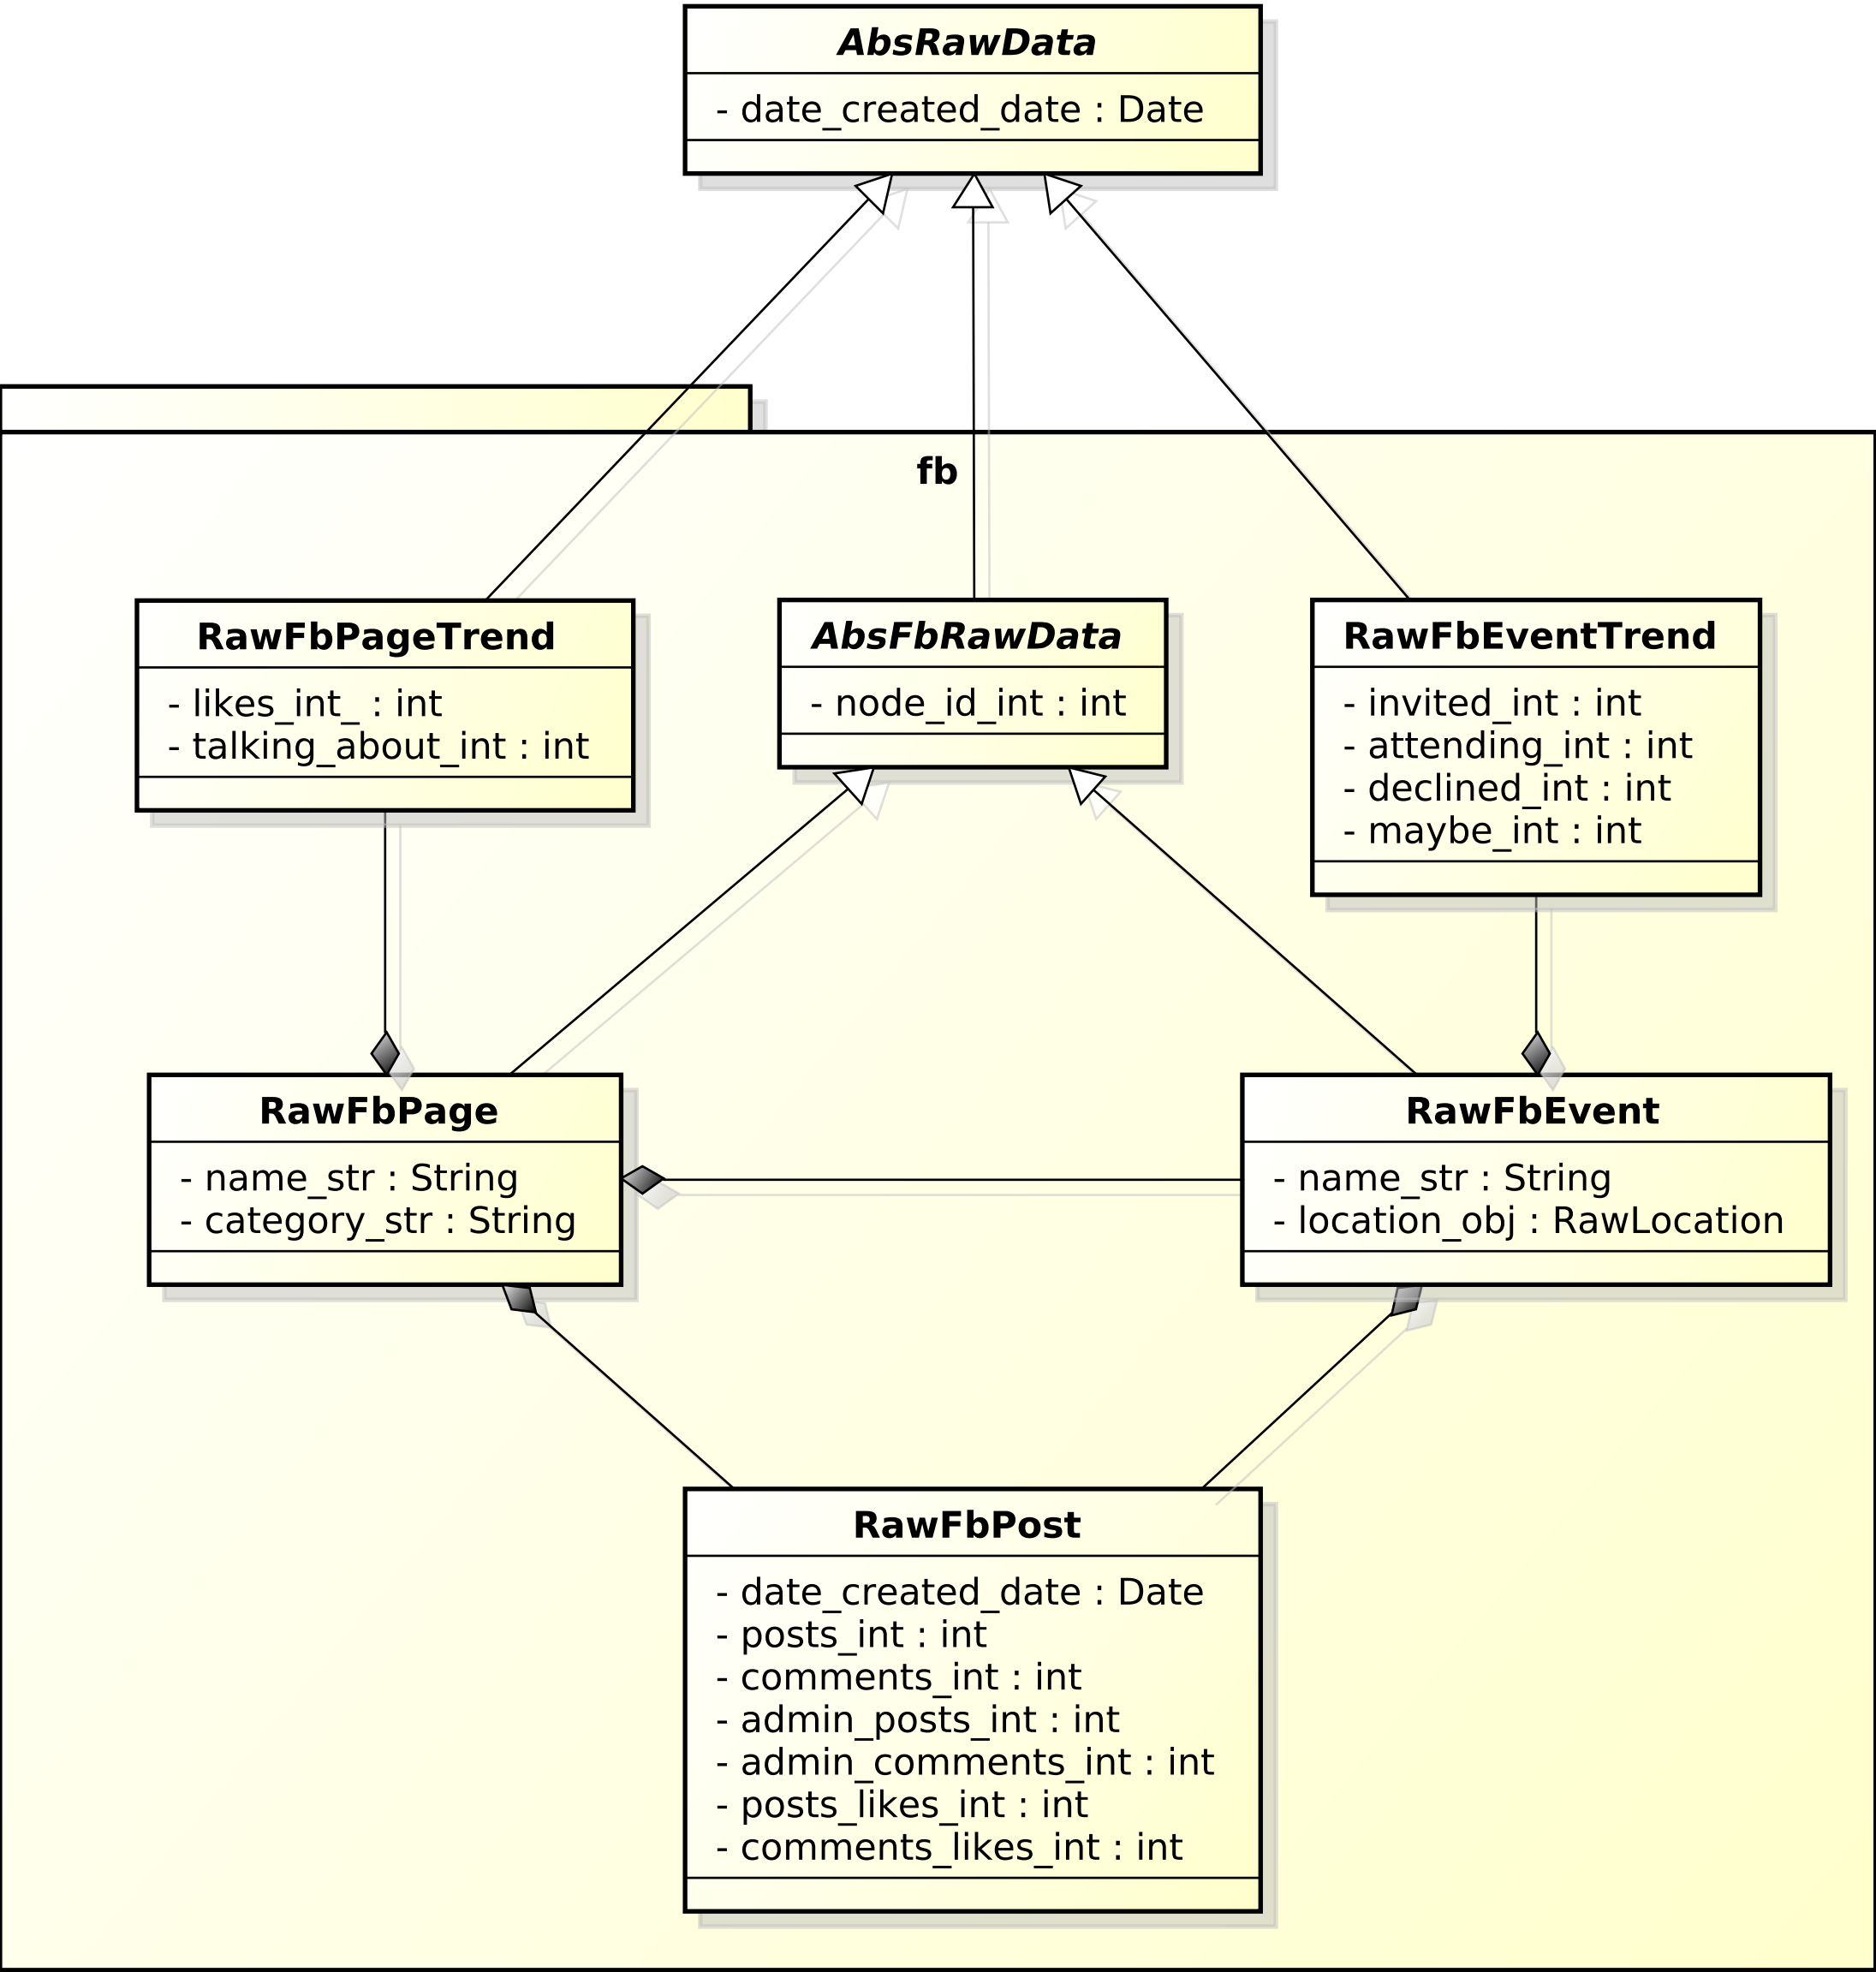 AbsRawData
- date_created_date : Date
fb
RawFbPageTrend
- likes_int_ : int
- talking_about_int : int
AbsFbRawData
- node_id_int : int
RawFbEventTrend
- invited_int : int
- attending_int : int
- declined_int : int
- maybe_int : int
RawFbPage
- name_str : String
- category_str : String
RawFbEvent
- name_str : String
- location_obj : RawLocation
RawFbPost
- date_created_date : Date
- posts_int : int
- comments_int : int
- admin_posts_int : int
- admin_comments_int : int
- posts_likes_int : int
- comments_likes_int : int